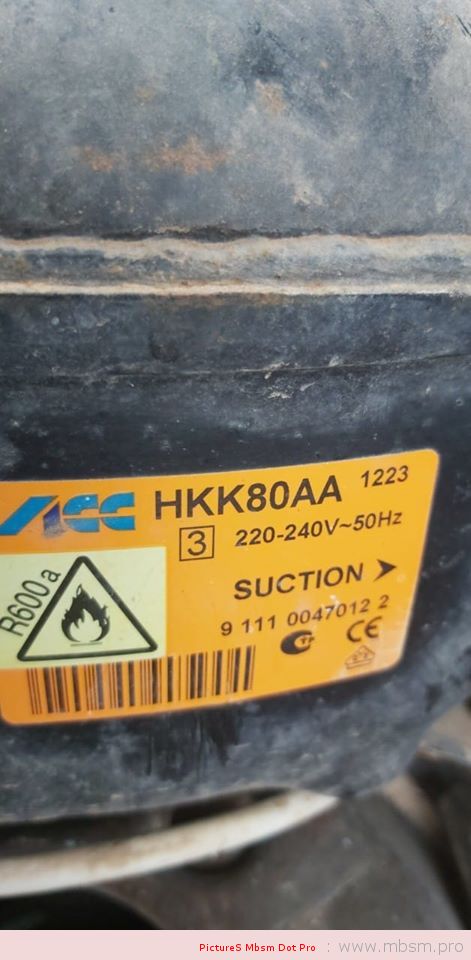 ACC HKK80AA 1223
3 220-240V~50Hz
R600a
SUCTION >
9 111 0047012 2
CE
PictureS Mbsm Dot Pro : www.mbsm.pro